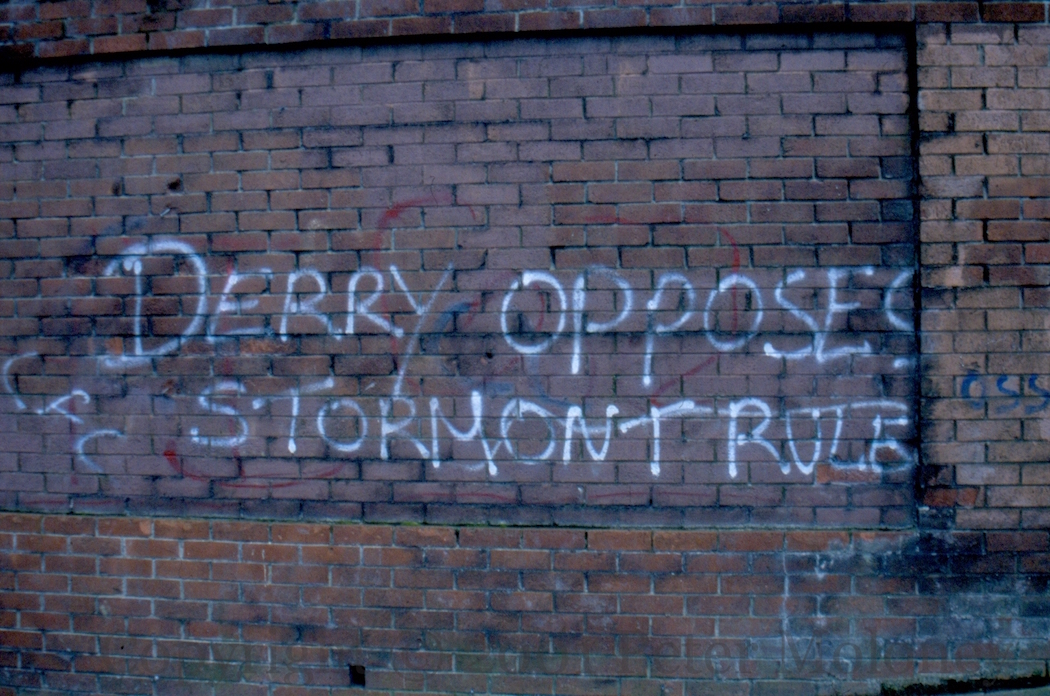 DERRY OPPOSES
STORMONT RULE